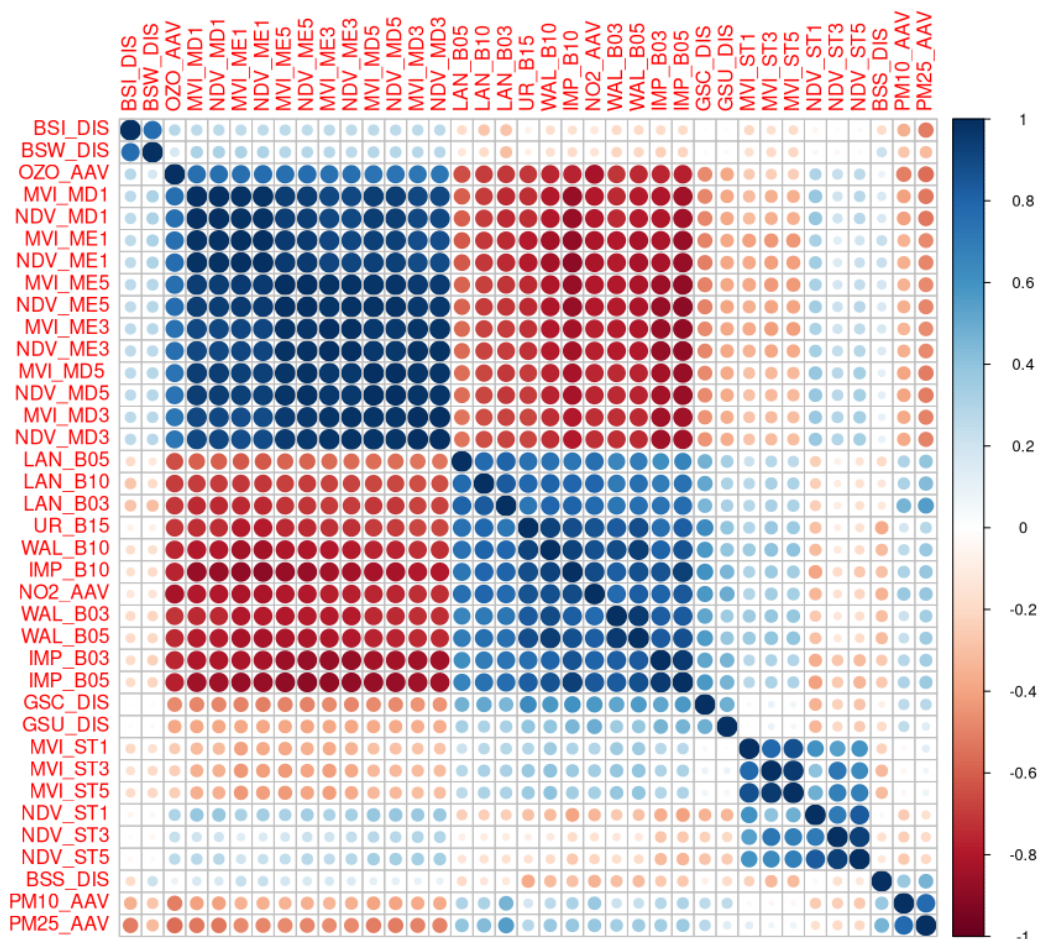 BSI_DIS
BSW_DIS
OZO_AAV
MVI_MD1
NDV_MD1
MVI_ME1
NDV_ME1
MVI_ME5
NDV_ME5
MVI_ME3
NDV_ME3
MVI_MD5
NDV_MD5
MVI_MD3
NDV_MD3
LAN_B05
LAN_B10
LAN_B03
UR_B15
WAL_B10
IMP_B10
NO2_AAV
WAL_B03
WAL_B05
IMP_B03
IMP_B05
GSC_DIS
GSU_DIS
MVI_ST1
MVI_ST3
MVI_ST5
NDV_ST1
NDV_ST3
NDV_ST5
BSS_DIS
PM10_AAV
PM25_AAV
BSI_DIS
BSW_DIS
OZO_AAV
MVI_MD1
NDV_MD1
MVI_ME1
NDV_ME1
MVI_ME5
NDV_ME5
MVI_ME3
NDV_ME3
MVI_MD5
NDV_MD5
MVI_MD3
NDV_MD3
LAN_B05
LAN_B10
LAN_B03
UR_B15
WAL_B10
IMP_B10
NO2_AAV
WAL_B03
WAL_B05
IMP_B03
IMP_B05
GSC_DIS
GSU_DIS
MVI_ST1
MVI_ST3
MVI_ST5
NDV_ST1
NDV_ST3
NDV_ST5
BSS_DIS
PM10_AAV
PM25_AAV
1
0.8
0.6
0.4
0.2
0
-0.2
-0.4
-0.6
-0.8
-1